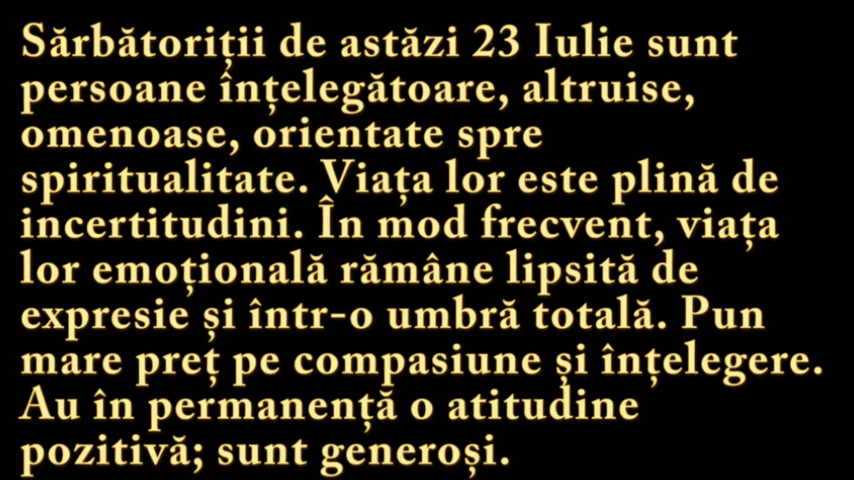 Sărbătoriții de astăzi 23 Iulie sunt
persoane înțelegătoare, altruise,
omenoase, orientate spre
spiritualitate. Viața lor este plină de
incertitudini. În mod frecvent, viața
lor emoțională rămâne lipsită de
expresie și într-o umbră totală. Pun
mare preț pe compasiune și înțelegere.
Au în permanență o atitudine
pozitivă; sunt generoși.